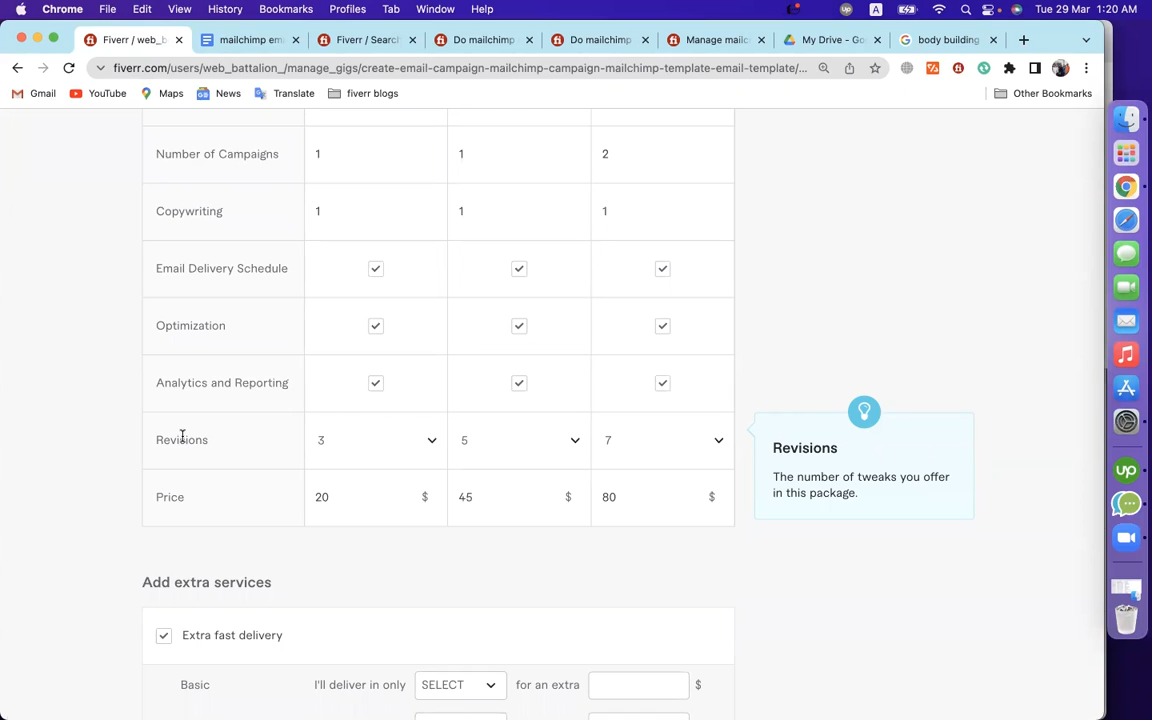 Chrome File Edit View History Bookmarks Profiles Tab Window Help A Tue 29 Mar 1:20 AM
Fiverr / web_b mailchimp em Fiverr / Searc Do mailchimp Do mailchimp Manage mailc My Drive - Go body building
fiverr.com/users/web_battalion_/manage_gigs/create-email-campaign-mailchimp-campaign-mailchimp-template-email-template/...
Gmail YouTube Maps News Translate fiverr blogs Other Bookmarks
Number of Campaigns 1 1 2
Copywriting 1 1 1
Email Delivery Schedule
Optimization
Analytics and Reporting
Revisions 3 5 7
Revisions
The number of tweaks you offer
in this package.
Price 20 $ 45 $ 80 $
Add extra services
Extra fast delivery
Basic I'll deliver in only SELECT for an extra $